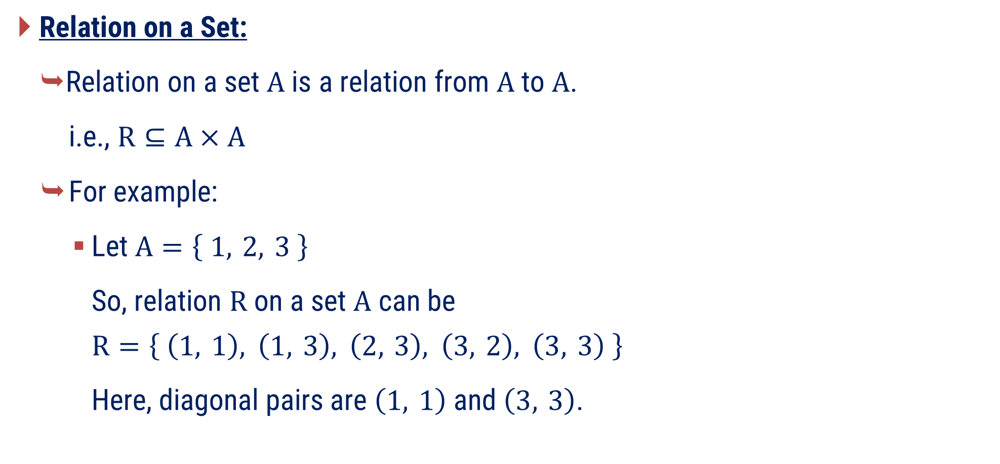 Relation on a Set:
Relation on a set A is a relation from A to A.
i.e., R ⊆ A × A
For example:
Let A = { 1, 2, 3 }
So, relation R on a set A can be
R = { (1, 1), (1, 3), (2, 3), (3, 2), (3, 3) }
Here, diagonal pairs are (1, 1) and (3, 3).